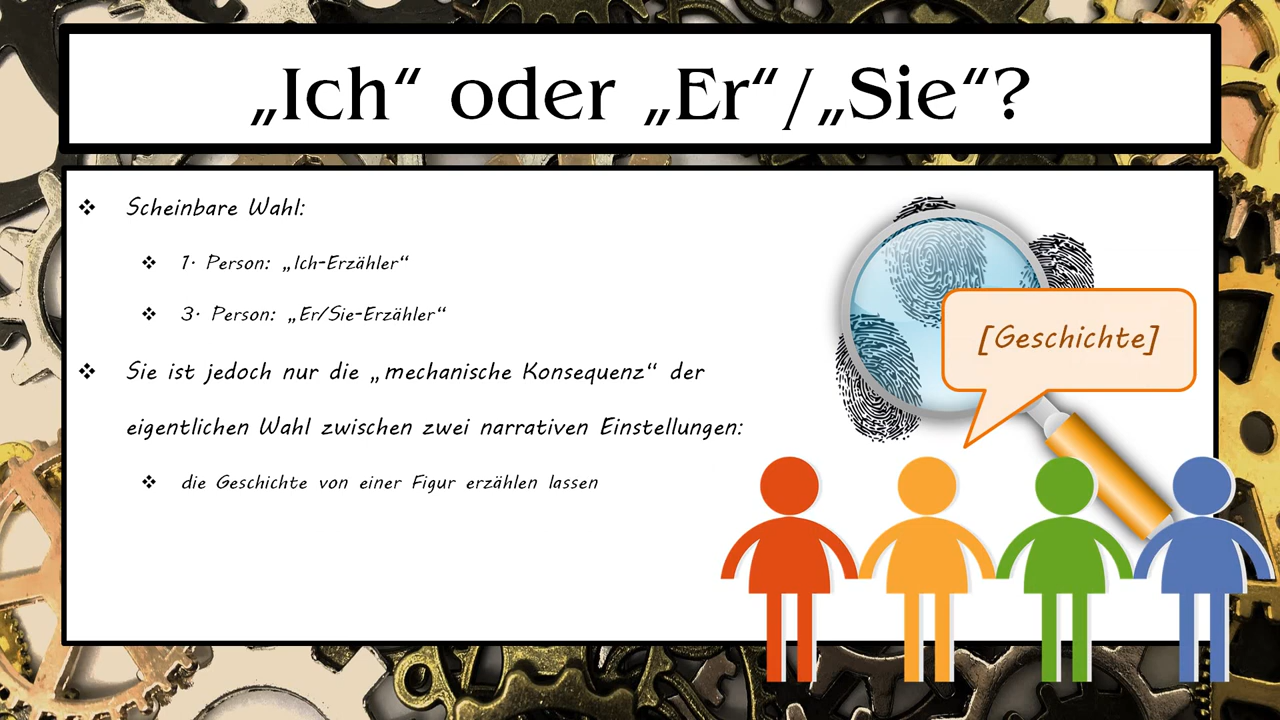 „Ich“ oder „Er“/„Sie“?
Scheinbare Wahl:
1. Person: „Ich-Erzähler“
3. Person: „Er/Sie-Erzähler“
Sie ist jedoch nur die „mechanische Konsequenz“ der
eigentlichen Wahl zwischen zwei narrativen Einstellungen:
die Geschichte von einer Figur erzählen lassen
[Geschichte]